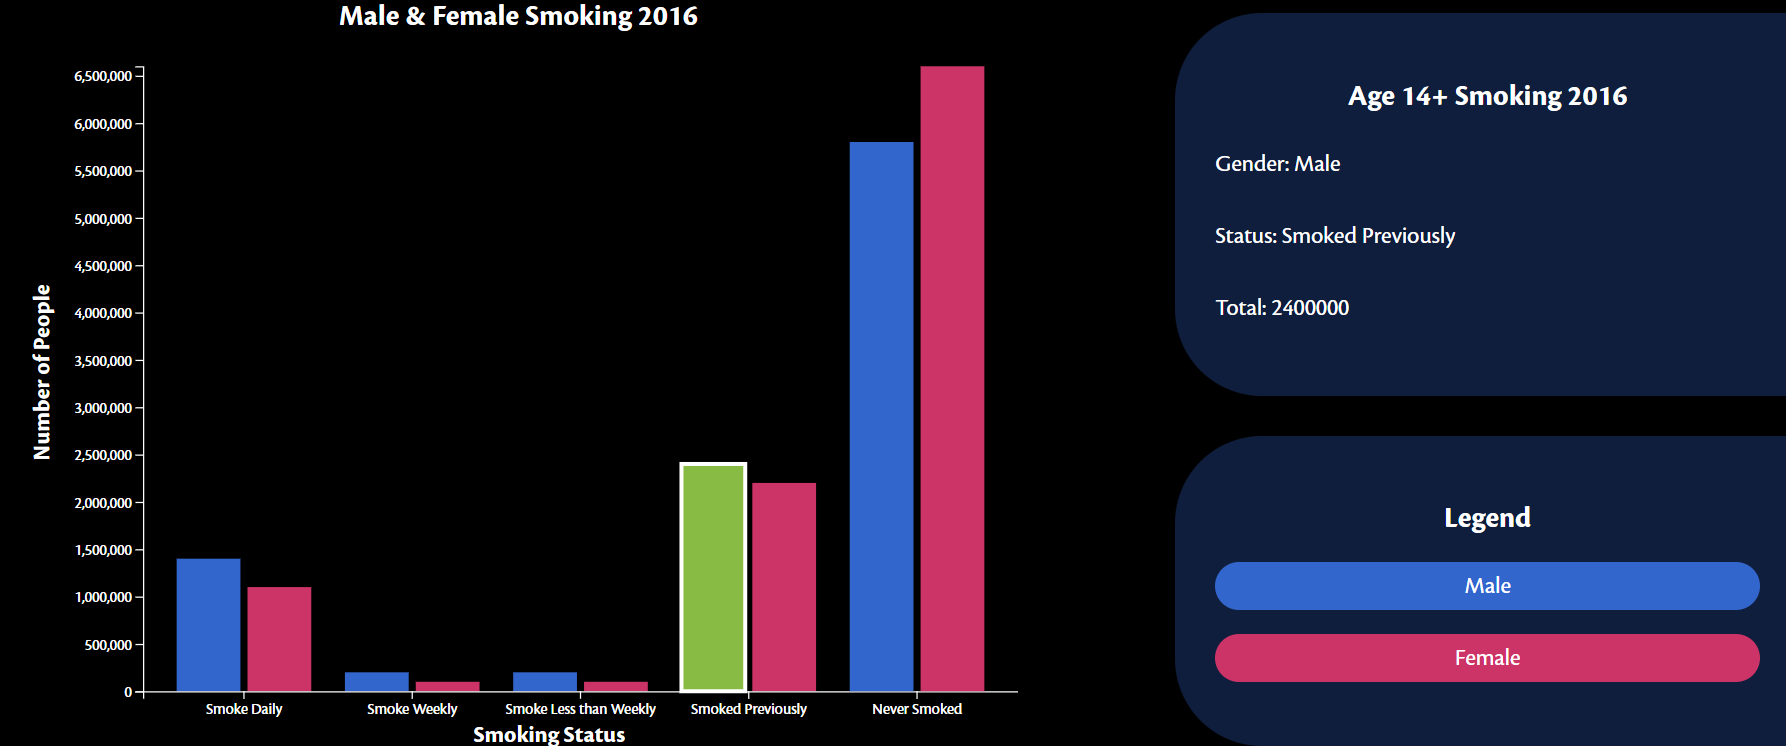 Male & Female Smoking 2016
6,500,000
6,000,000
5,500,000
5,000,000
4,500,000
4,000,000
3,500,000
3,000,000
2,500,000
2,000,000
1,500,000
1,000,000
500,000
0
Number of People
Smoke Daily
Smoke Weekly
Smoke Less than Weekly
Smoked Previously
Never Smoked
Smoking Status
Age 14+ Smoking 2016
Gender: Male
Status: Smoked Previously
Total: 2400000
Legend
Male
Female